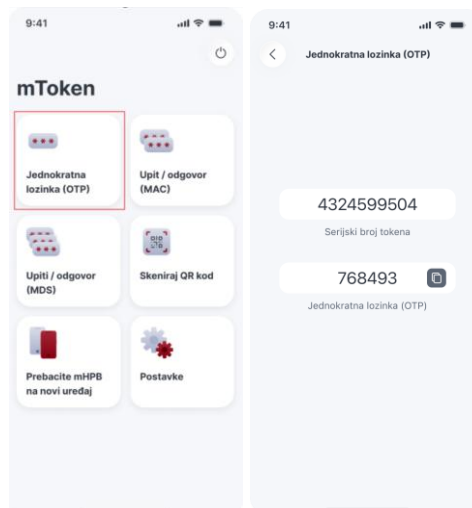 9:41
mToken
Jednokratna
lozinka (OTP)
Upit / odgovor
(MAC)
Upiti / odgovor
(MDS)
Skeniraj QR kod
Prebacite mHPB
na novi uređaj
Postavke
9:41
Jednokratna lozinka (OTP)
4324599504
Serijski broj tokena
768493
Jednokratna lozinka (OTP)